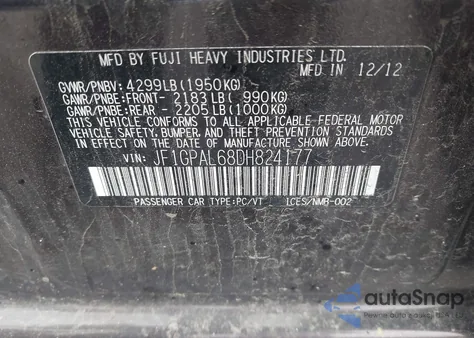 MFD BY FUJI HEAVY INDUSTRIES LTD.
MFD IN 12/12
GVWR/PNBV: 4299LB(1950KG)
GAWR/PNBE:FRONT- 2183LB( 990KG)
GAWR/PNBE:REAR - 2205LB(1000KG)
THIS VEHICLE CONFORMS TO ALL APPLICABLE FEDERAL MOTOR
VEHICLE SAFETY, BUMPER, AND THEFT PREVENTION STANDARDS
IN EFFECT ON THE DATE OF MANUFACTURE SHOWN ABOVE.
VIN: JF1GPAL68DH824177
PASSENGER CAR TYPE:PC/VT ICES/NMB-002
autoSnap
Pewne auto z